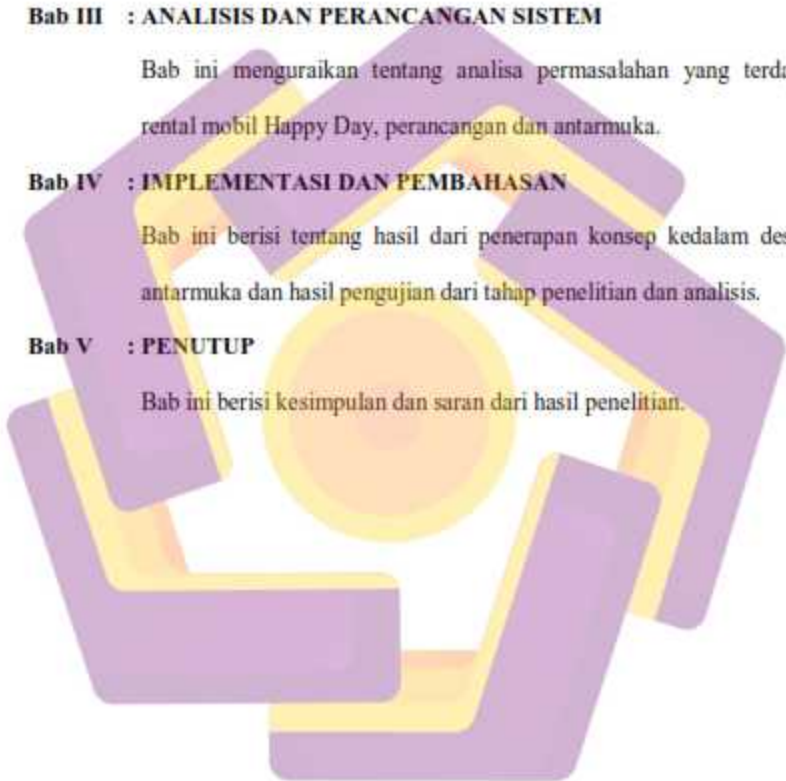 Bab III : ANALISIS DAN PERANCANGAN SISTEM
Bab ini menguraikan tentang analisa permasalahan yang
rental mobil Happy Day, perancangan dan antarmuka.
Bab IV : IMPLEMENTASI DAN PEMBAHASAN
Bab ini berisi tentang hasil dari penerapan konsep kedalam
antarmuka dan hasil pengujian dari tahap penelitian dan analisis.
Bab V : PENUTUP
Bab ini berisi kesimpulan dan saran dari hasil penelitian.